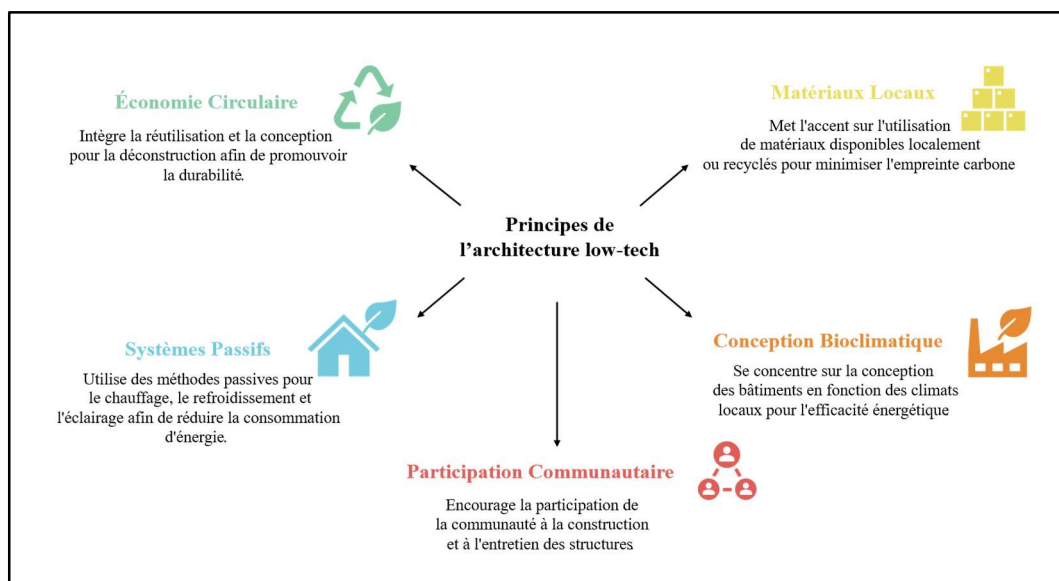 Économie Circulaire
Intègre la réutilisation et la conception
pour la déconstruction afin de promouvoir
la durabilité.
Matériaux Locaux
Met l'accent sur l'utilisation
de matériaux disponibles localement
ou recyclés pour minimiser l'empreinte carbone
Principes de
l’architecture low-tech
Systèmes Passifs
Utilise des méthodes passives pour
le chauffage, le refroidissement et
l'éclairage afin de réduire la consommation
d'énergie.
Conception Bioclimatique
Se concentre sur la conception
des bâtiments en fonction des climats
locaux pour l'efficacité énergétique
Participation Communautaire
Encourage la participation de
la communauté à la construction
et à l'entretien des structures